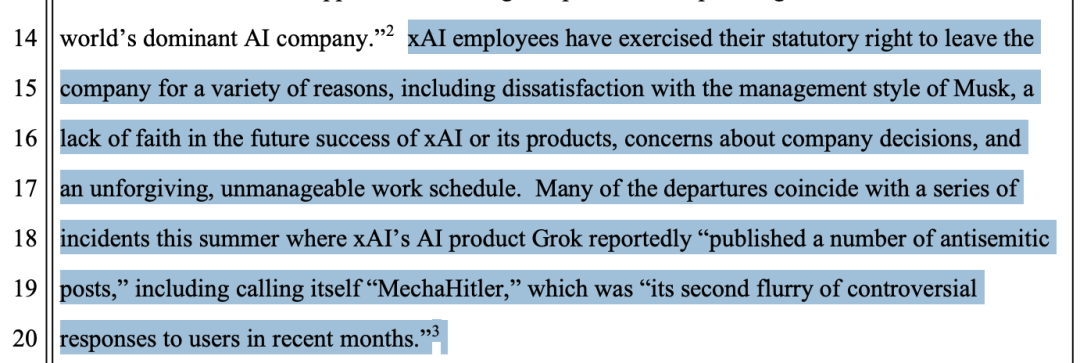 14 world’s dominant AI company.”2 xAI employees have exercised their statutory right to leave the
15 company for a variety of reasons, including dissatisfaction with the management style of Musk, a
16 lack of faith in the future success of xAI or its products, concerns about company decisions, and
17 an unforgiving, unmanageable work schedule. Many of the departures coincide with a series of
18 incidents this summer where xAI’s AI product Grok reportedly “published a number of antisemitic
19 posts,” including calling itself “MechaHitler,” which was “its second flurry of controversial
20 responses to users in recent months.”3